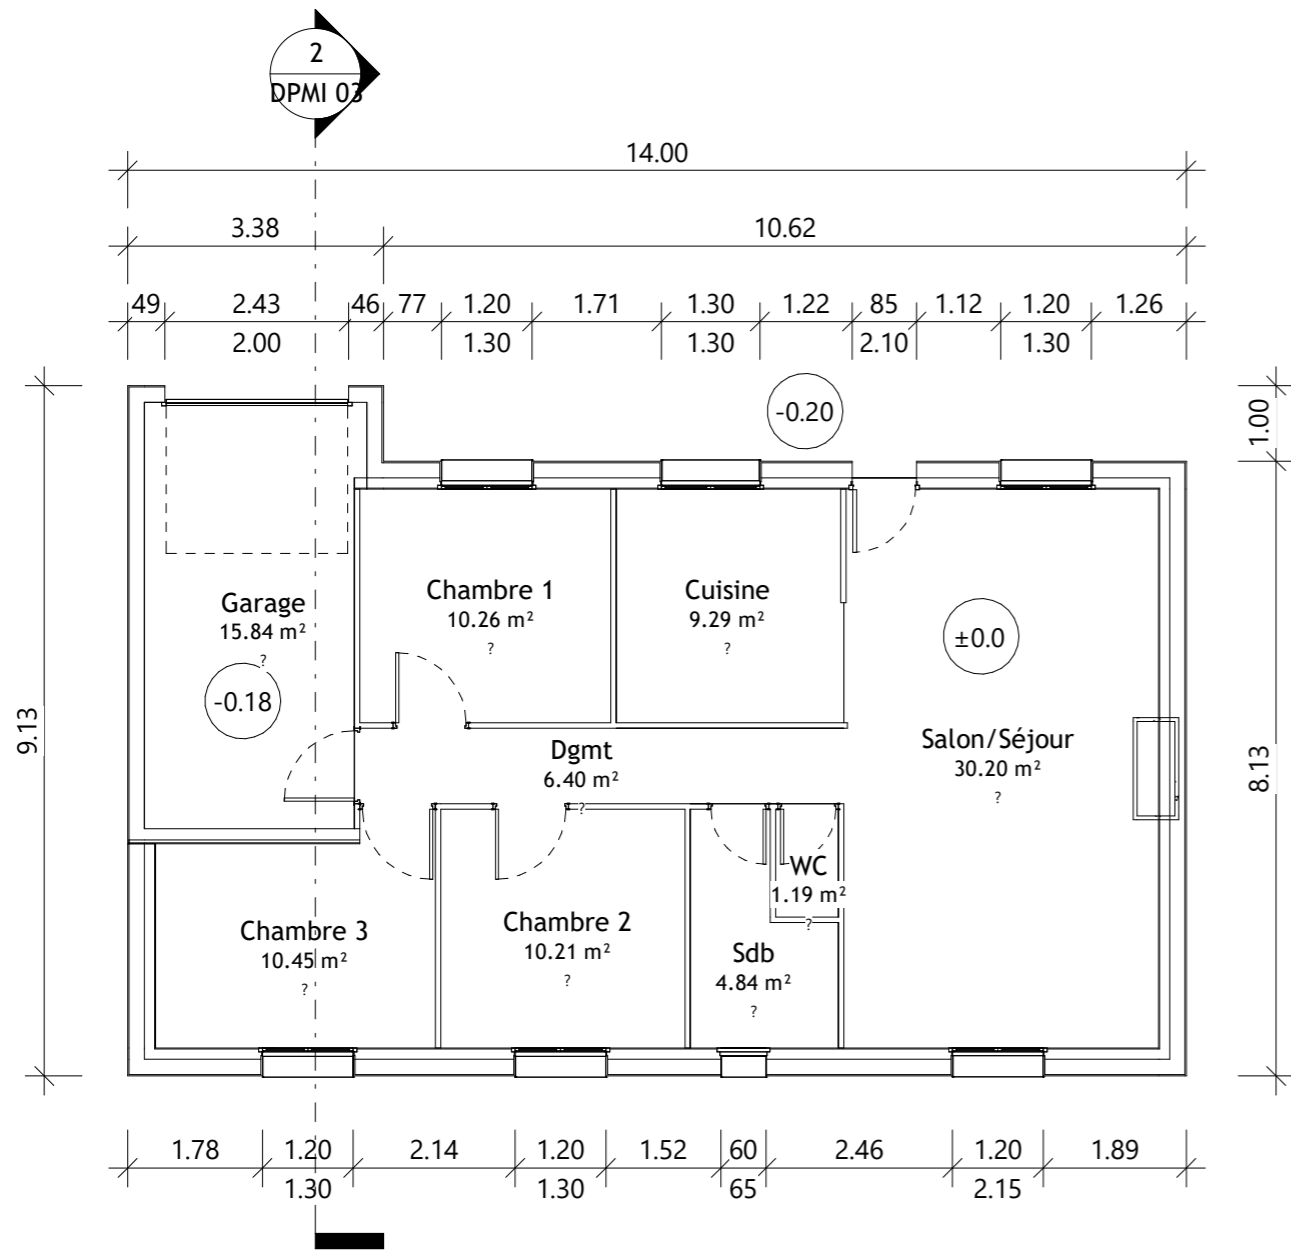 2
DPMI 03
14.00
3.38 10.62
49 2.43 46 77 1.20 1.71 1.30 1.22 85 1.12 1.20 1.26
2.00 1.30 1.30 2.10 1.30
-0.20
1.00
Chambre 1
10.26 m²
?
Cuisine
9.29 m²
?
Garage
15.84 m²
?
±0.0
-0.18
9.13
Dgmt
6.40 m²
?
Salon/Séjour
30.20 m²
?
8.13
WC
1.19 m²
?
Chambre 3
10.45 m²
?
Chambre 2
10.21 m²
?
Sdb
4.84 m²
?
1.78 1.20 2.14 1.20 1.52 60 2.46 1.20 1.89
1.30 1.30 65 2.15